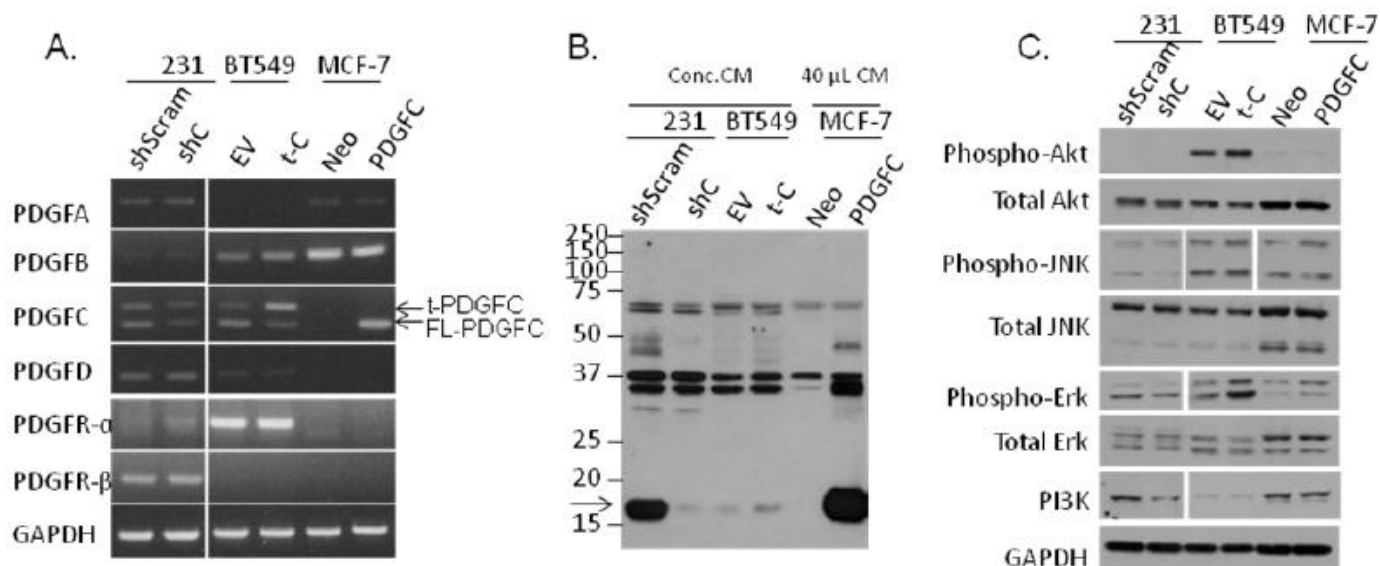 A.
231 BT549 MCF-7
shScram shC EV t-C Neo PDGFC
PDGFA
PDGFB
PDGFC
t-PDGFC
FL-PDGFC
PDGFD
PDGFR-α
PDGFR-β
GAPDH
B.
Conc.CM 40 µL CM
231 BT549 MCF-7
shScram shC EV t-C Neo PDGFC
250
150
100
75
50
37
25
20
15
C.
231 BT549 MCF-7
shScram shC EV t-C Neo PDGFC
Phospho-Akt
Total Akt
Phospho-JNK
Total JNK
Phospho-Erk
Total Erk
PI3K
GAPDH